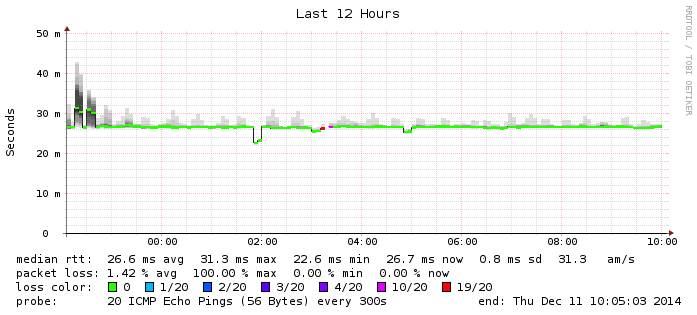 Last 12 Hours
RRDTOOL / TOBI OETIKER
Seconds
50 m
40 m
30 m
20 m
10 m
0
00:00 02:00 04:00 06:00 08:00 10:00
median rtt: 26.6 ms avg 31.3 ms max 22.6 ms min 26.7 ms now 0.8 ms sd 31.3 am/s
packet loss: 1.42 % avg 100.00 % max 0.00 % min 0.00 % now
loss color: 0 1/20 2/20 3/20 4/20 10/20 19/20
probe: 20 ICMP Echo Pings (56 Bytes) every 300s end: Thu Dec 11 10:05:03 2014